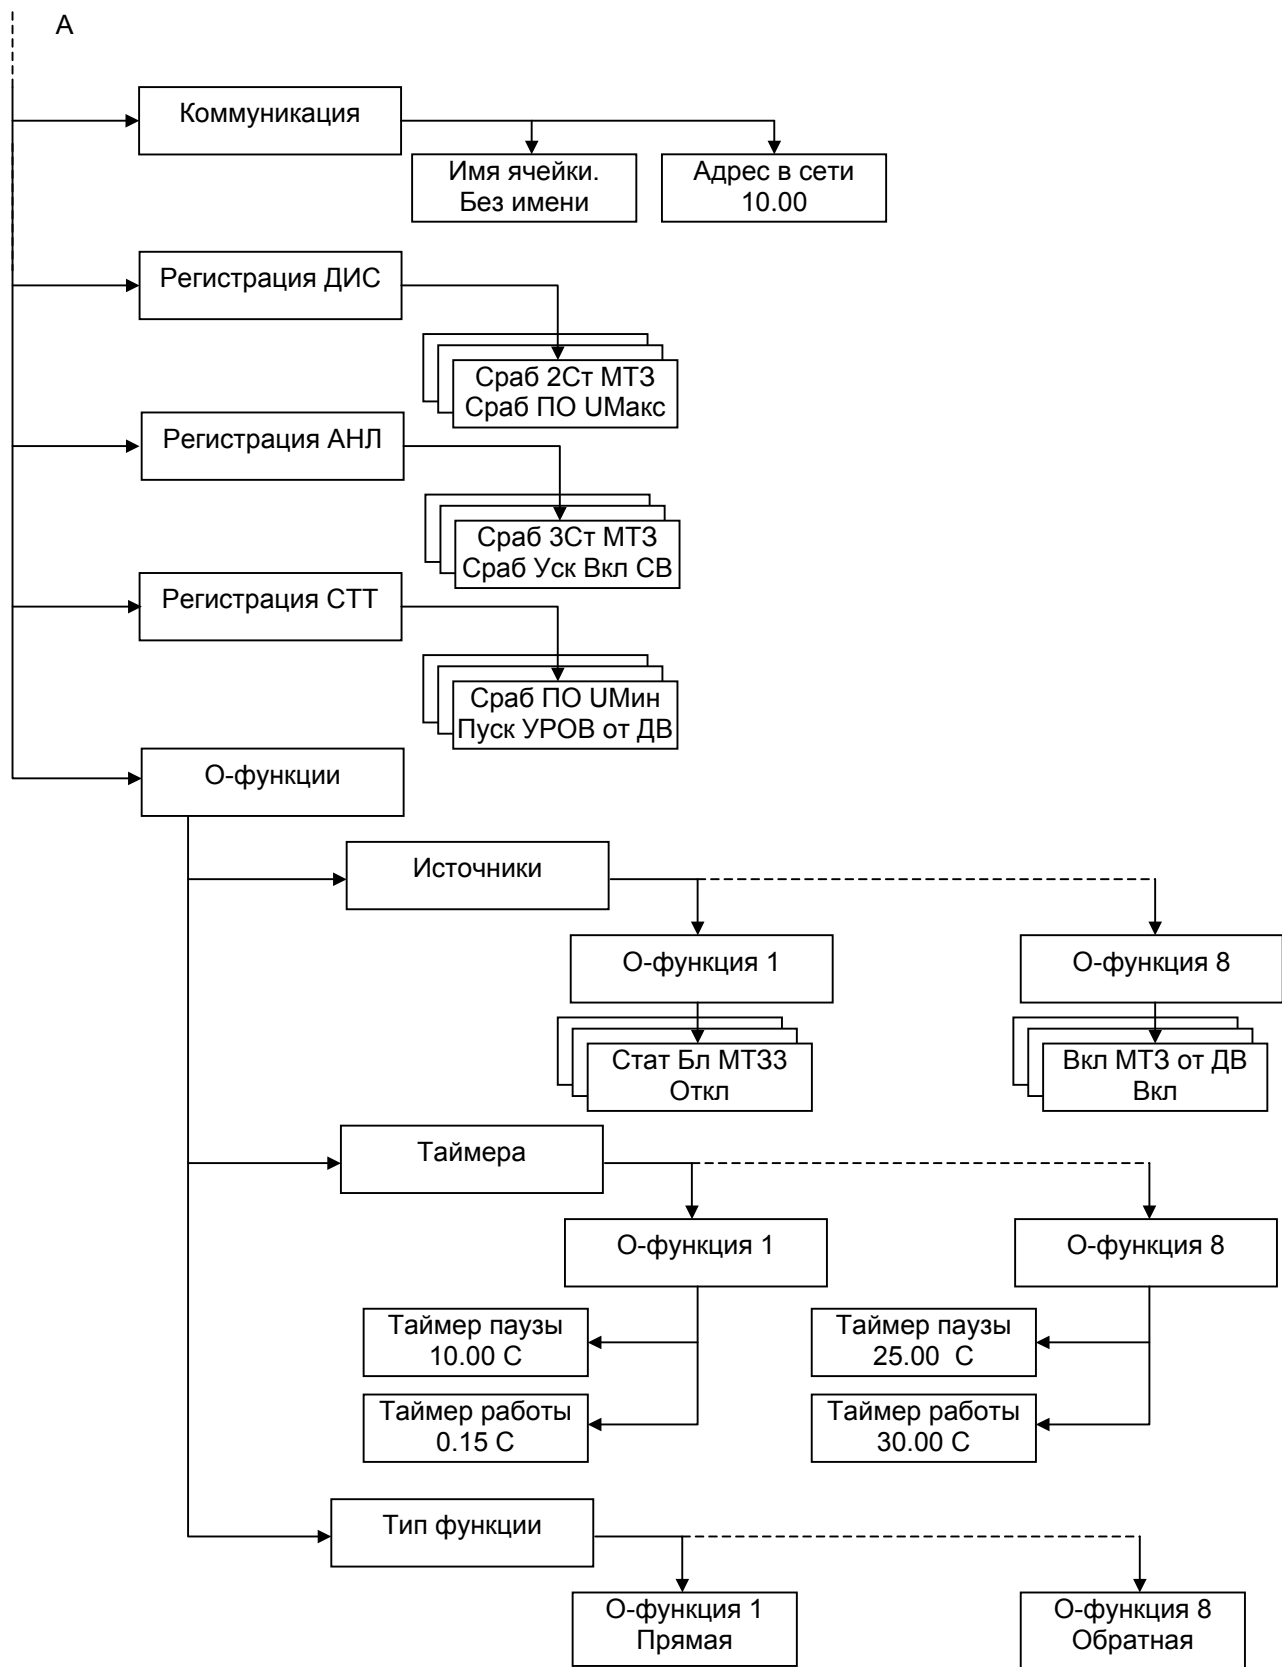 А
Коммуникация
Имя ячейки.
Без имени
Адрес в сети
10.00
Регистрация ДИС
Сраб 2Ст МТЗ
Сраб ПО UМакс
Регистрация АНЛ
Сраб 3Ст МТЗ
Сраб Уск Вкл СВ
Регистрация СТТ
Сраб ПО UМин
Пуск УРОВ от ДВ
О-функции
Источники
О-функция 1
О-функция 8
Стат Бл МТЗ3
Откл
Вкл МТЗ от ДВ
Вкл
Таймера
О-функция 1
О-функция 8
Таймер паузы
10.00 С
Таймер паузы
25.00  С
Таймер работы
0.15 С
Таймер работы
30.00 С
Тип функции
О-функция 1
Прямая
О-функция 8
Обратная